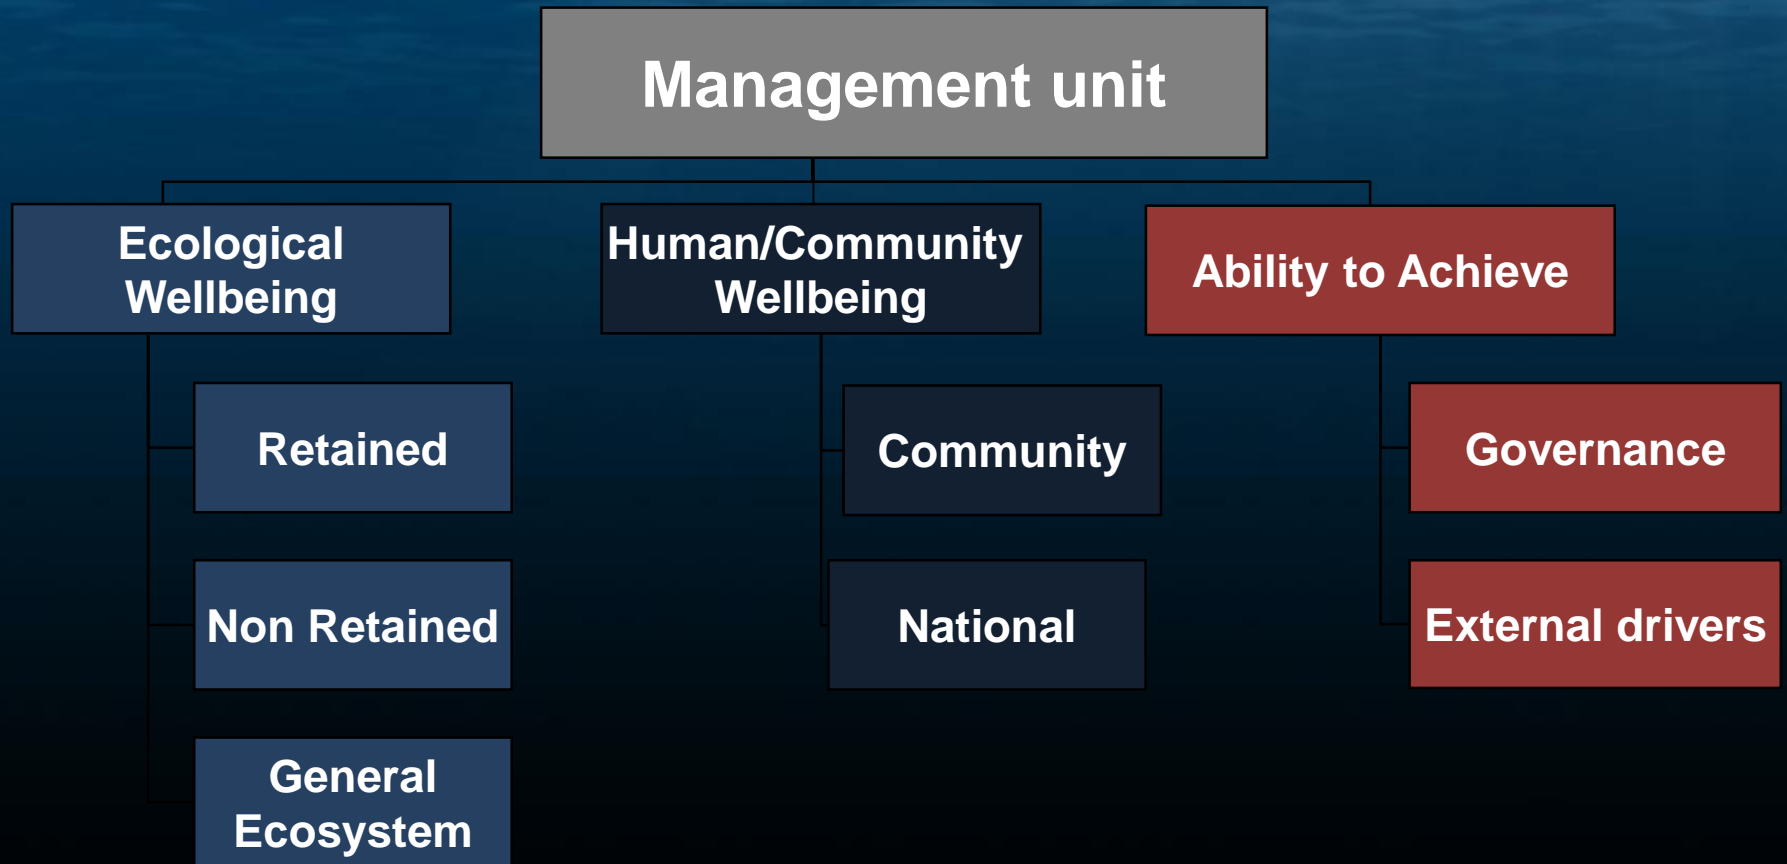 Management unit
Ecological
Wellbeing
Human/Community
Wellbeing
Ability to Achieve
Retained
Community
Governance
Non Retained
National
External drivers
General
Ecosystem